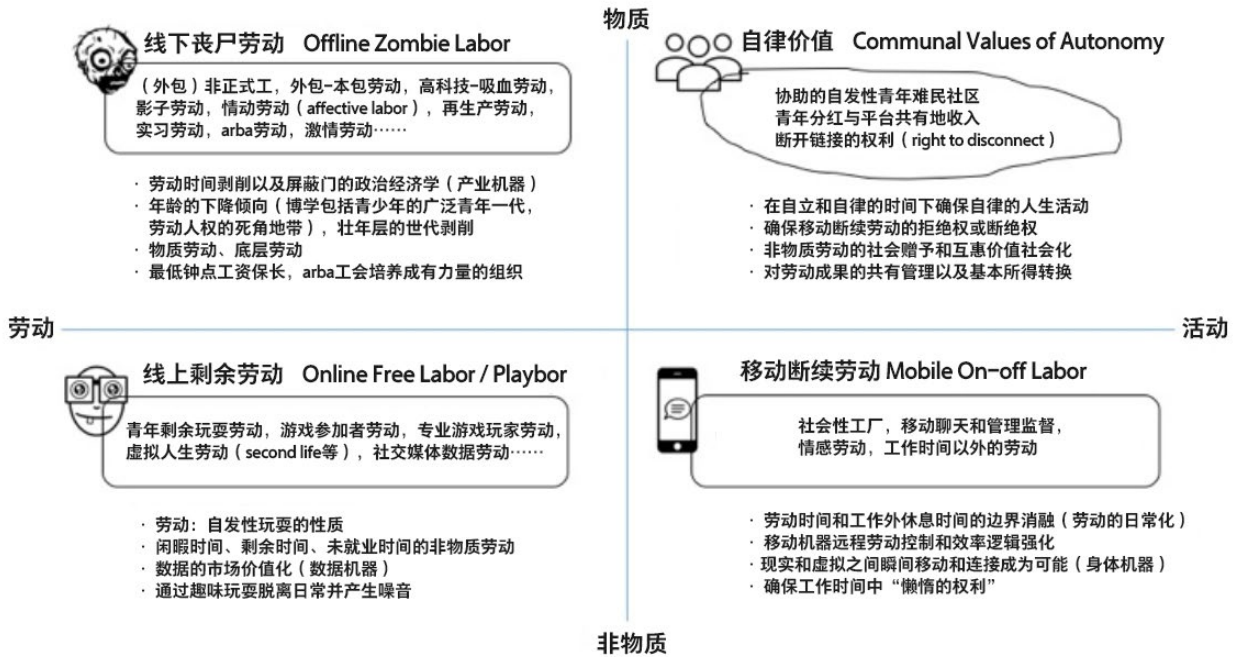 物质
线下丧尸劳动 Offline Zombie Labor
（外包）非正式工，外包-本包劳动，高科技-吸血劳动，
影子劳动，情动劳动（affective labor），再生产劳动，
实习劳动，arba劳动，激情劳动……
· 劳动时间剥削以及屏蔽门的政治经济学（产业机器）
· 年龄的下降倾向（博学包括青少年的广泛青年一代，
劳动人权的死角地带），壮年层的世代剥削
· 物质劳动、底层劳动
· 最低钟点工资保长，arba工会培养成有力量的组织
自律价值 Communal Values of Autonomy
协助的自发性青年难民社区
青年分红与平台共有地收入
断开链接的权利（right to disconnect）
· 在自立和自律的时间下确保自律的人生活动
· 确保移动断续劳动的拒绝权或断绝权
· 非物质劳动的社会赠予和互惠价值社会化
· 对劳动成果的共有管理以及基本所得转换
劳动
活动
线上剩余劳动 Online Free Labor / Playbor
青年剩余玩耍劳动，游戏参加者劳动，专业游戏玩家劳动，
虚拟人生劳动（second life等），社交媒体数据劳动……
· 劳动：自发性玩耍的性质
· 闲暇时间、剩余时间、未就业时间的非物质劳动
· 数据的市场价值化（数据机器）
· 通过趣味玩耍脱离日常并产生噪音
移动断续劳动 Mobile On-off Labor
社会性工厂，移动聊天和管理监督，
情感劳动，工作时间以外的劳动
· 劳动时间和工作外休息时间的边界消融（劳动的日常化）
· 移动机器远程劳动控制和效率逻辑强化
· 现实和虚拟之间瞬间移动和连接成为可能（身体机器）
· 确保工作时间中“懒惰的权利”
非物质